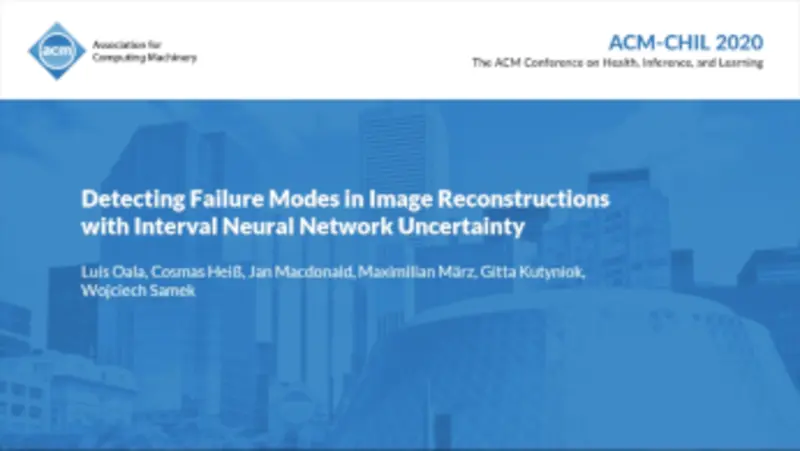 acm
Association for
Computing Machinery
ACM-CHIL 2020
The ACM Conference on Health, Inference, and Learning
Detecting Failure Modes in Image Reconstructions
with Interval Neural Network Uncertainty
Luis Oala, Cosmas Heiß, Jan Macdonald, Maximilian März, Gitta Kutyniok,
Wojciech Samek